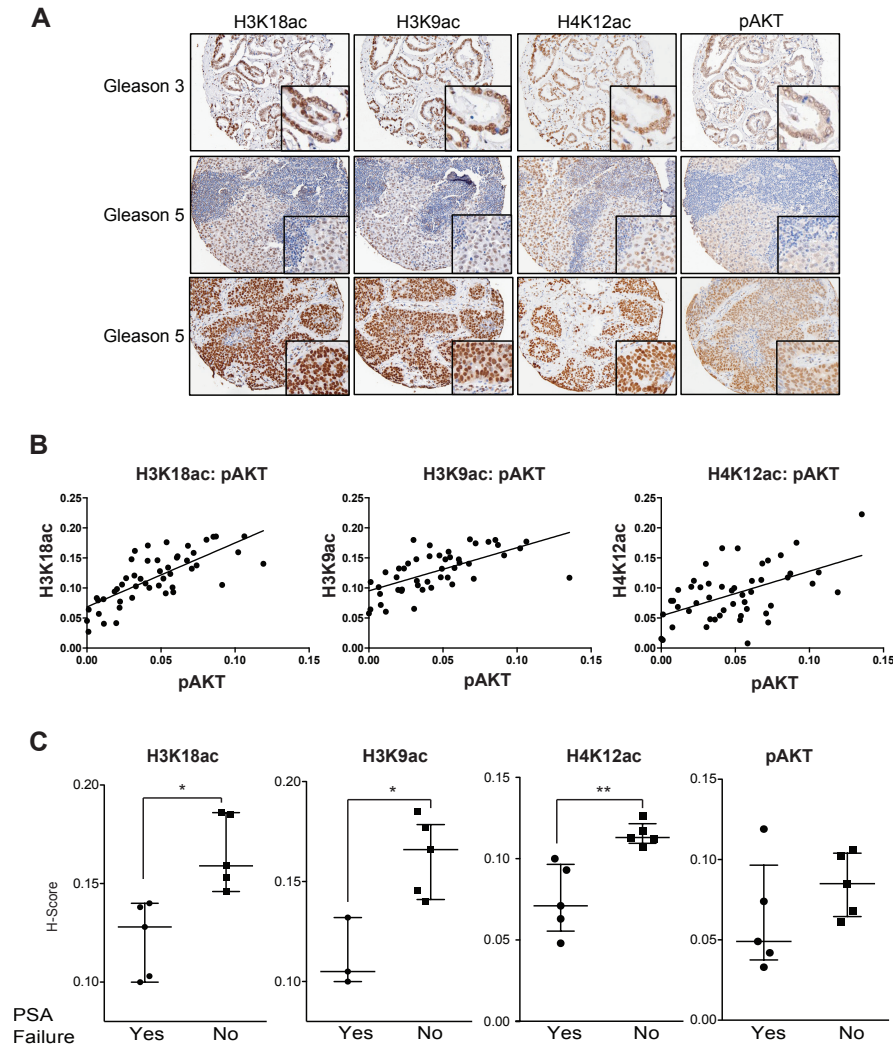 A
H3K18ac H3K9ac H4K12ac pAKT
Gleason 3
Gleason 5
Gleason 5
B
H3K18ac: pAKT H3K9ac: pAKT H4K12ac: pAKT
0.25 0.25 0.25
0.20 0.20 0.20
0.15 0.15 0.15
0.10 0.10 0.10
0.05 0.05 0.05
0.00 0.00 0.00
H3K18ac H3K9ac H4K12ac
0.00 0.05 0.10 0.15 0.00 0.05 0.10 0.15 0.00 0.05 0.10 0.15
pAKT pAKT pAKT
C
H3K18ac H3K9ac H4K12ac pAKT
0.20 0.20 0.15 0.15
* * **
0.15 0.15 0.10 0.10
H-Score
0.10 0.10 0.05 0.05
0.00 0.00
PSA
Failure Yes No Yes No Yes No Yes No